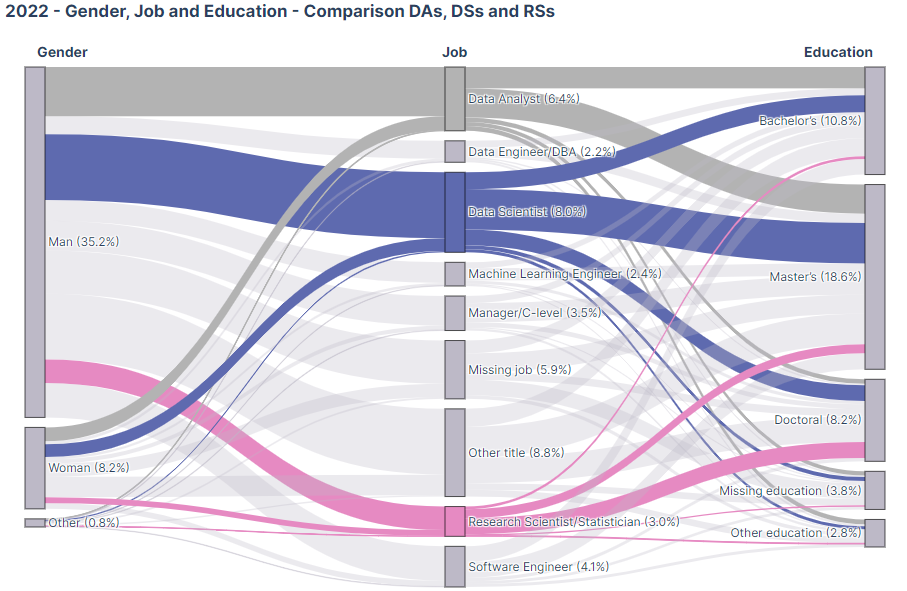 2022 - Gender, Job and Education - Comparison DAs, DSs and RSs
Gender
Job
Education
Man (35.2%)
Woman (8.2%)
Other (0.8%)
Data Analyst (6.4%)
Data Engineer/DBA (2.2%)
Data Scientist (8.0%)
Machine Learning Engineer (2.4%)
Manager/C-level (3.5%)
Missing job (5.9%)
Other title (8.8%)
Research Scientist/Statistician (3.0%)
Software Engineer (4.1%)
Bachelor's (10.8%)
Master's (18.6%)
Doctoral (8.2%)
Missing education (3.8%)
Other education (2.8%)